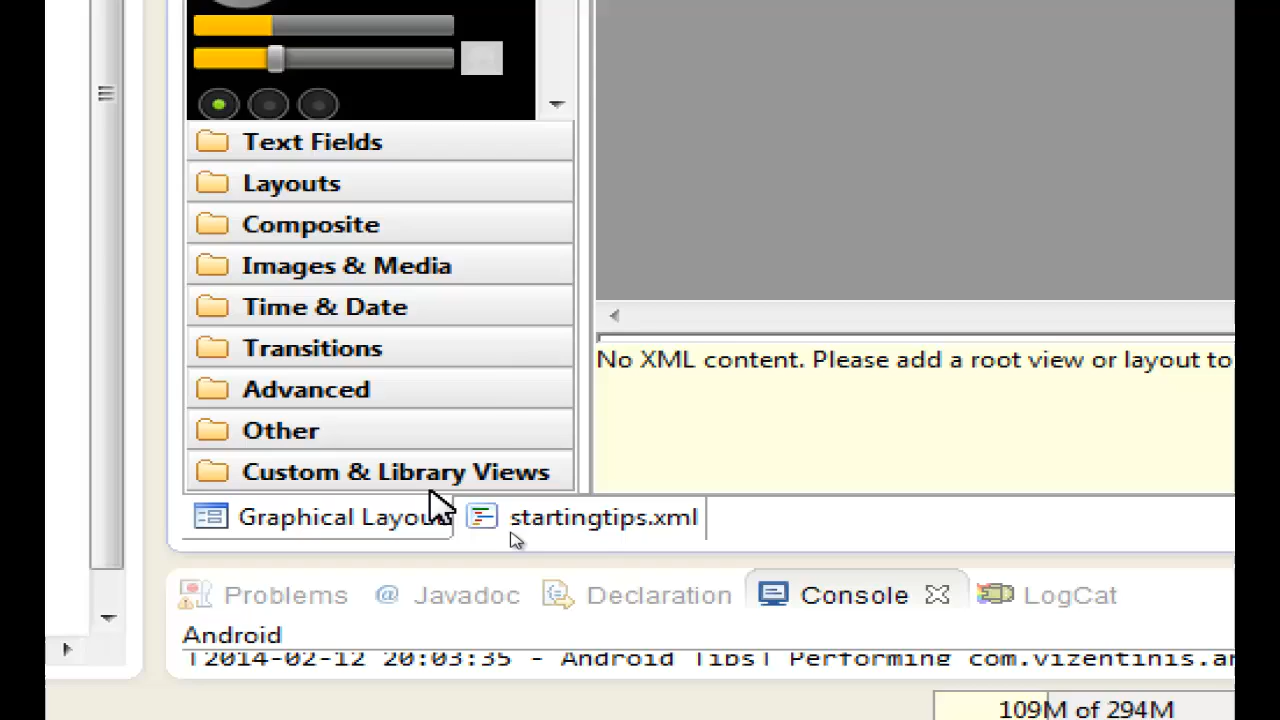 Text Fields
Layouts
Composite
Images & Media
Time & Date
Transitions
Advanced
Other
Custom & Library Views
No XML content. Please add a root view or layout to
Graphical Layout
startingtips.xml
Problems
@ Javadoc
Declaration
Console
LogCat
Android
[2014-02-12 20:03:35 - Android Tips] Performing com.vizentinis.an
109M of 294M